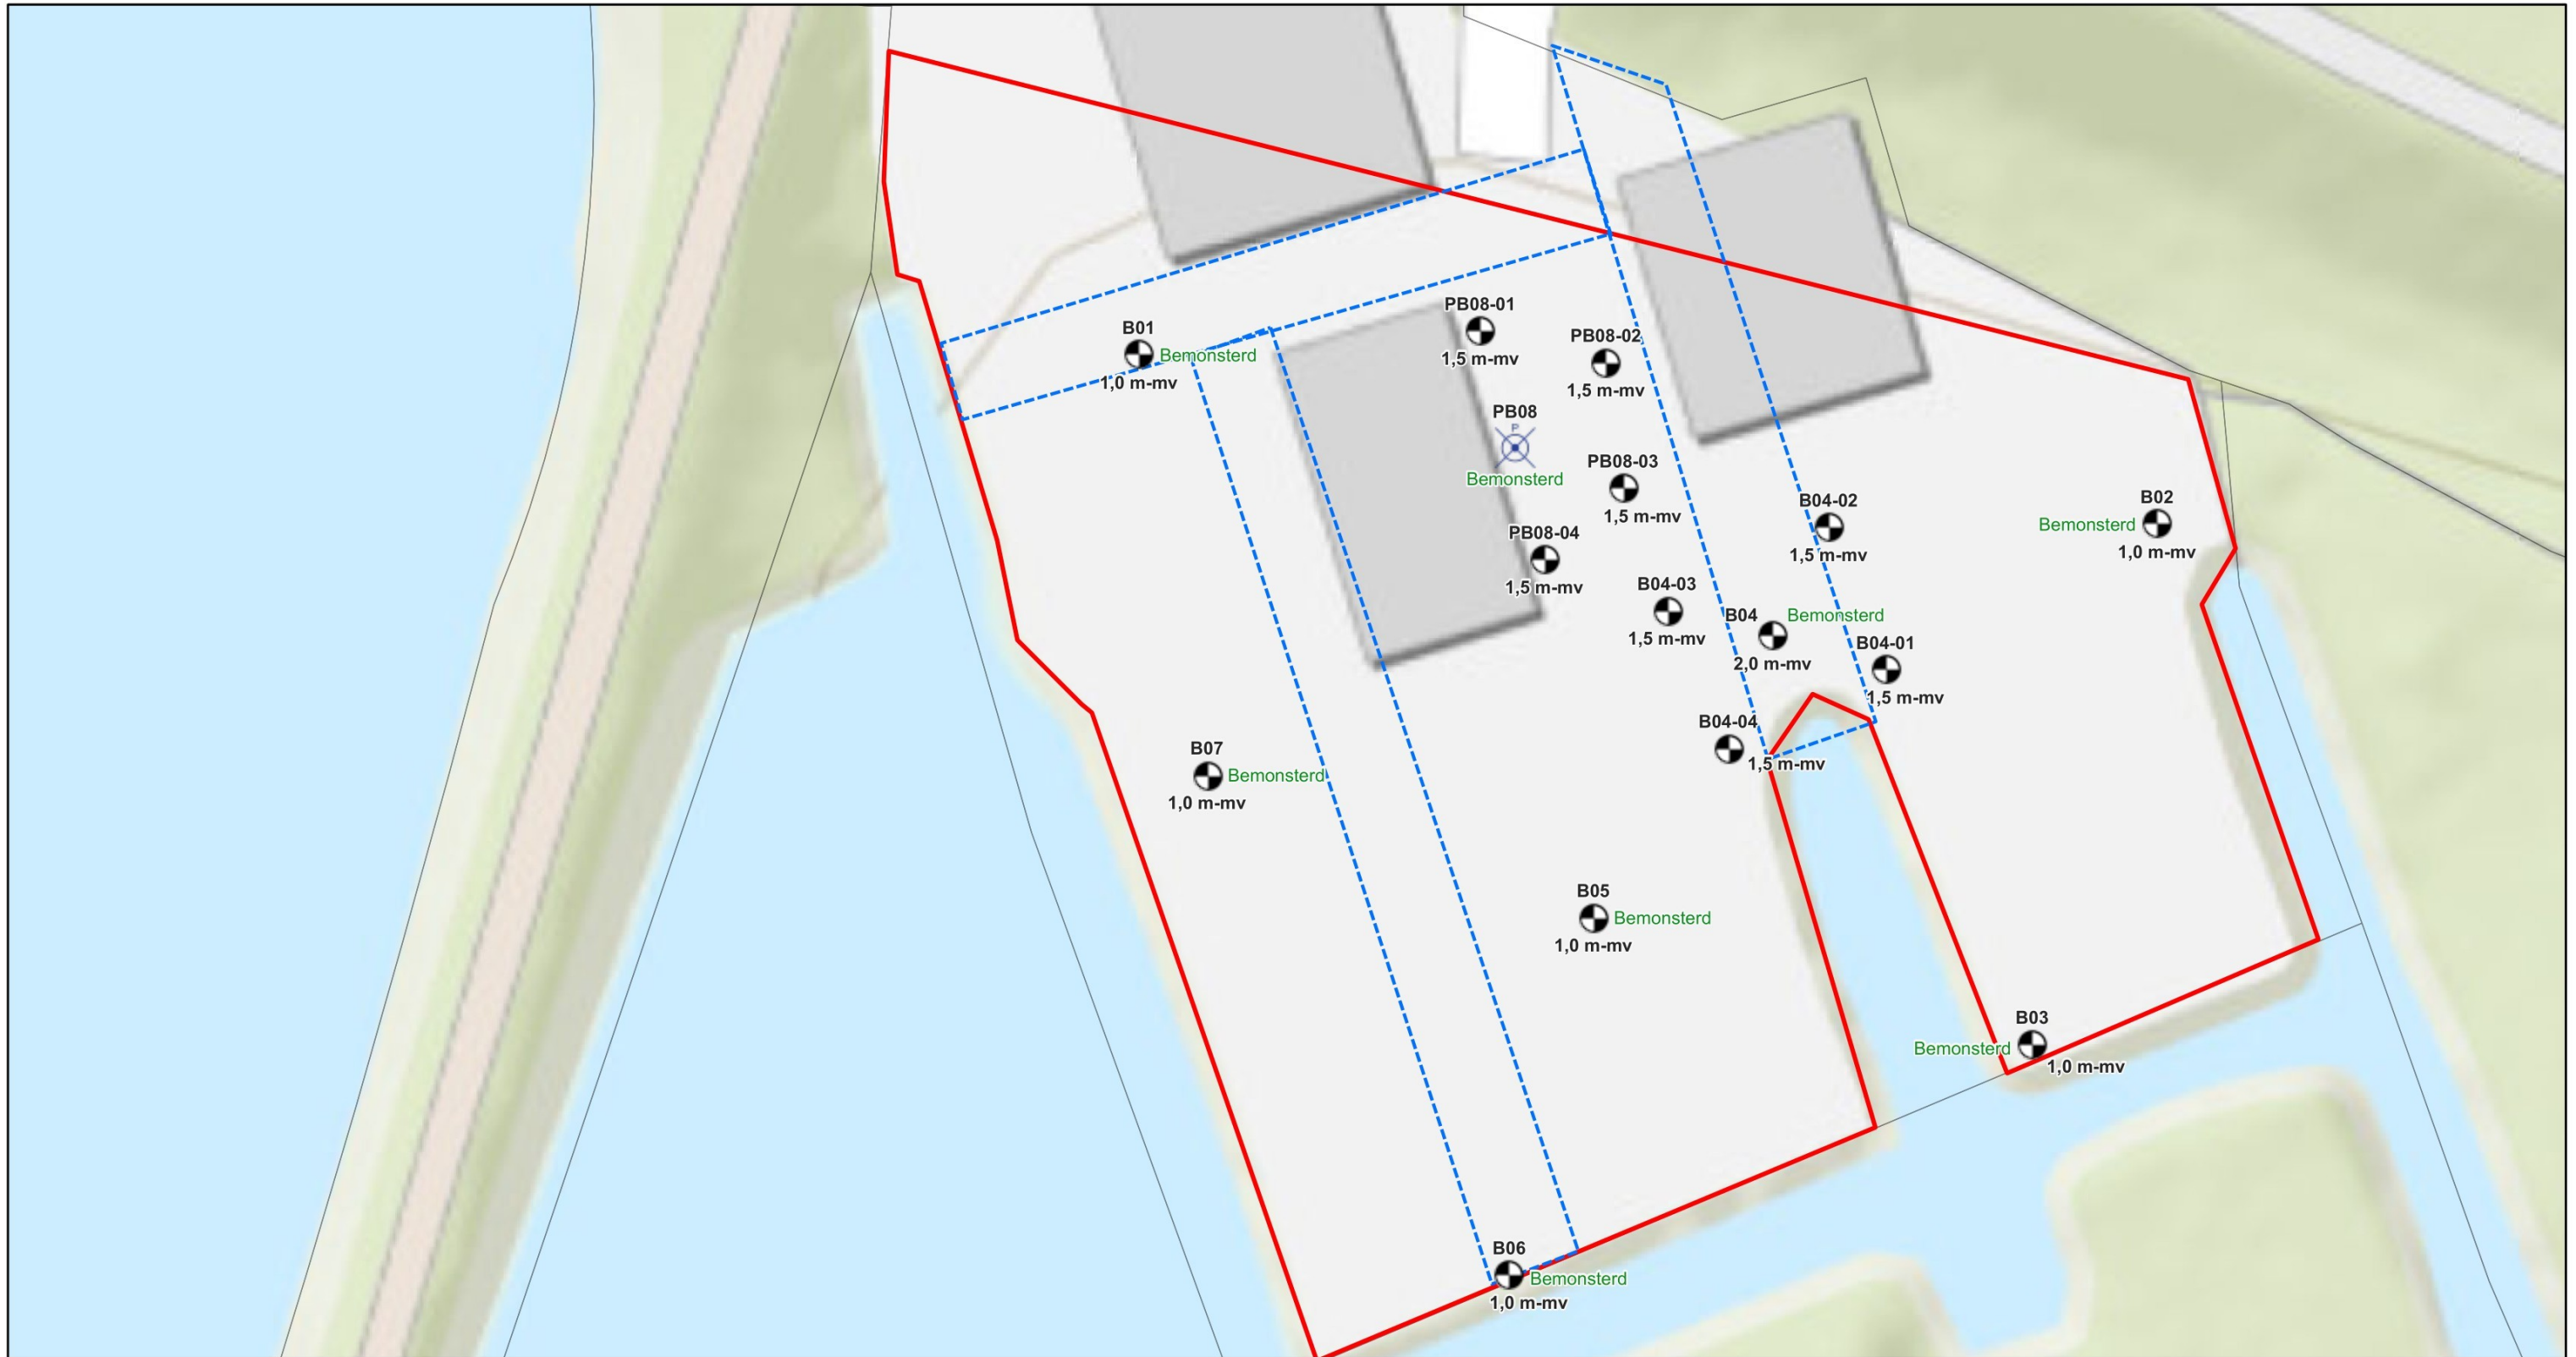 PB08-01
1,5 m-mv
B01
Bemonsterd
1,0 m-mv
PB08-02
1,5 m-mv
PB08
P
Bemonsterd
PB08-03
1,5 m-mv
B04-02
1,5 m-mv
B02
Bemonsterd
1,0 m-mv
PB08-04
1,5 m-mv
B04-03
1,5 m-mv
B04
Bemonsterd
2,0 m-mv
B04-01
1,5 m-mv
B04-04
1,5 m-mv
B07
Bemonsterd
1,0 m-mv
B05
Bemonsterd
1,0 m-mv
B03
Bemonsterd
1,0 m-mv
B06
Bemonsterd
1,0 m-mv